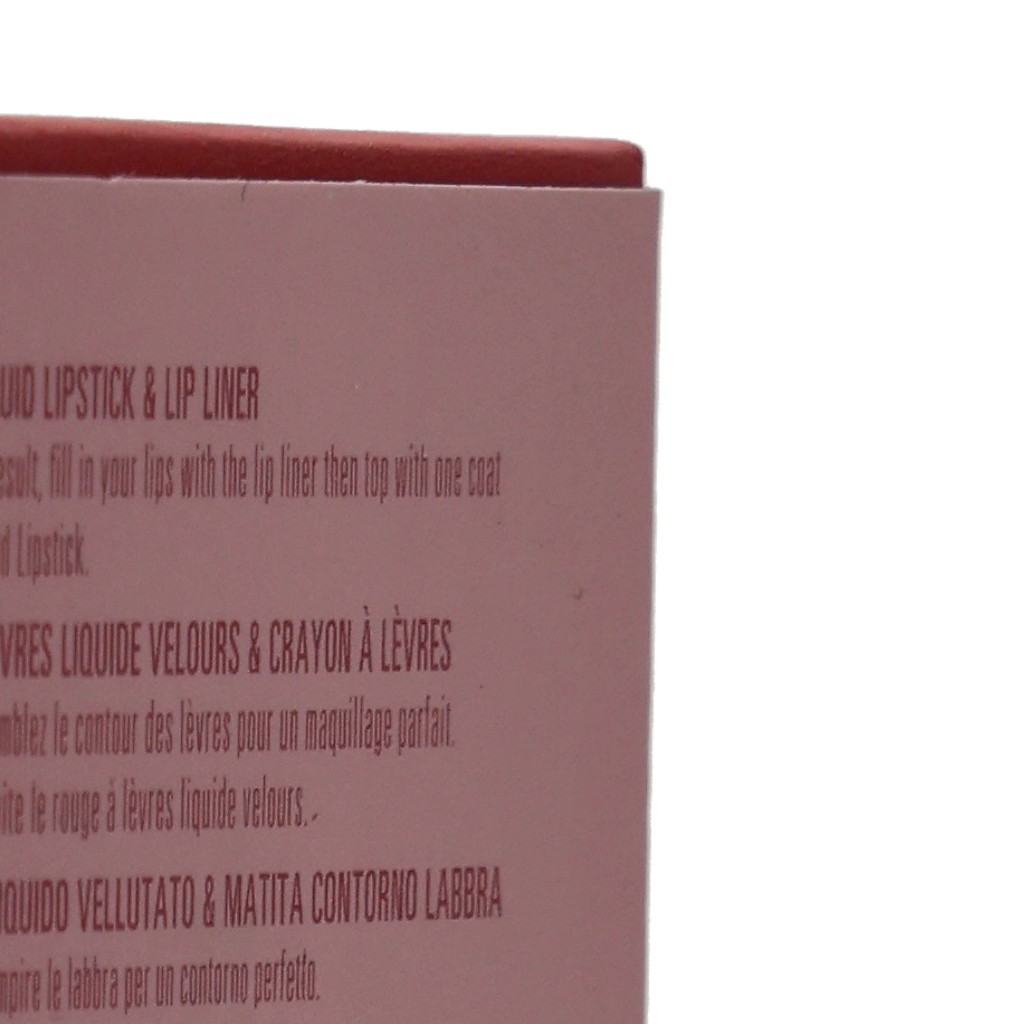 UID LIPSTICK & LIP LINER
esult, fill in your lips with the lip liner then top with one coat
d Lipstick.
VRES LIQUIDE VELOURS & CRAYON À LÈVRES
mblez le contour des lèvres pour un maquillage parfait.
ite le rouge à lèvres liquide velours.
IQUIDO VELLUTATO & MATITA CONTORNO LABBRA
mpire le labbra per un contorno perfetto.